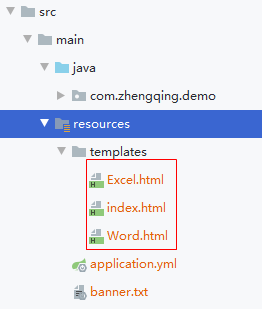 src
main
java
com.zhengqing.demo
resources
templates
Excel.html
index.html
Word.html
application.yml
banner.txt